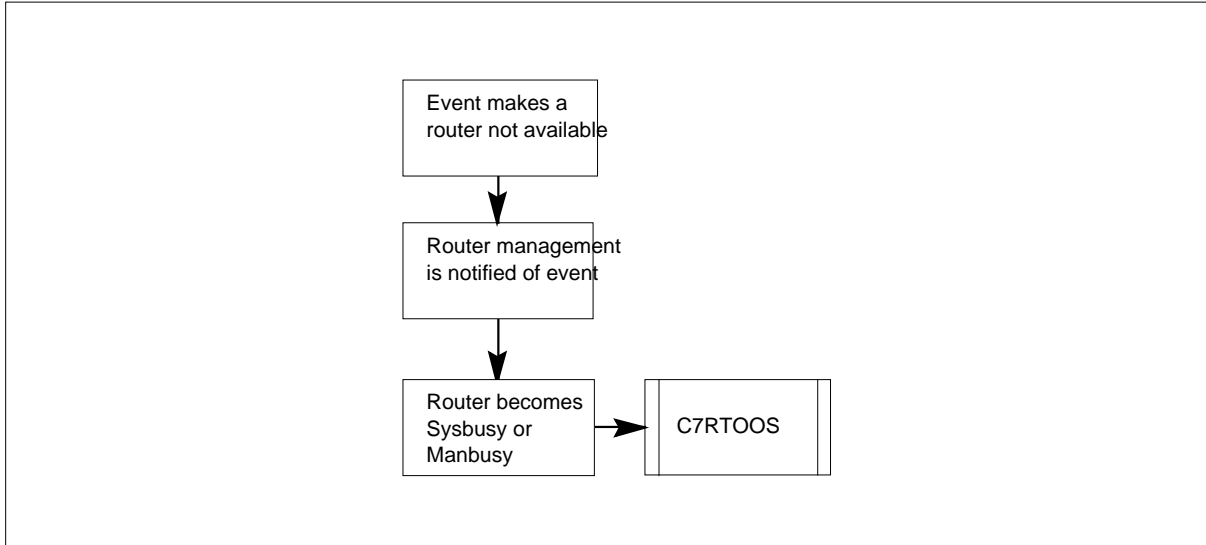 Event makes a
router not available
Router management
is notified of event
Router becomes
Sysbusy or
Manbusy
C7RTOOS